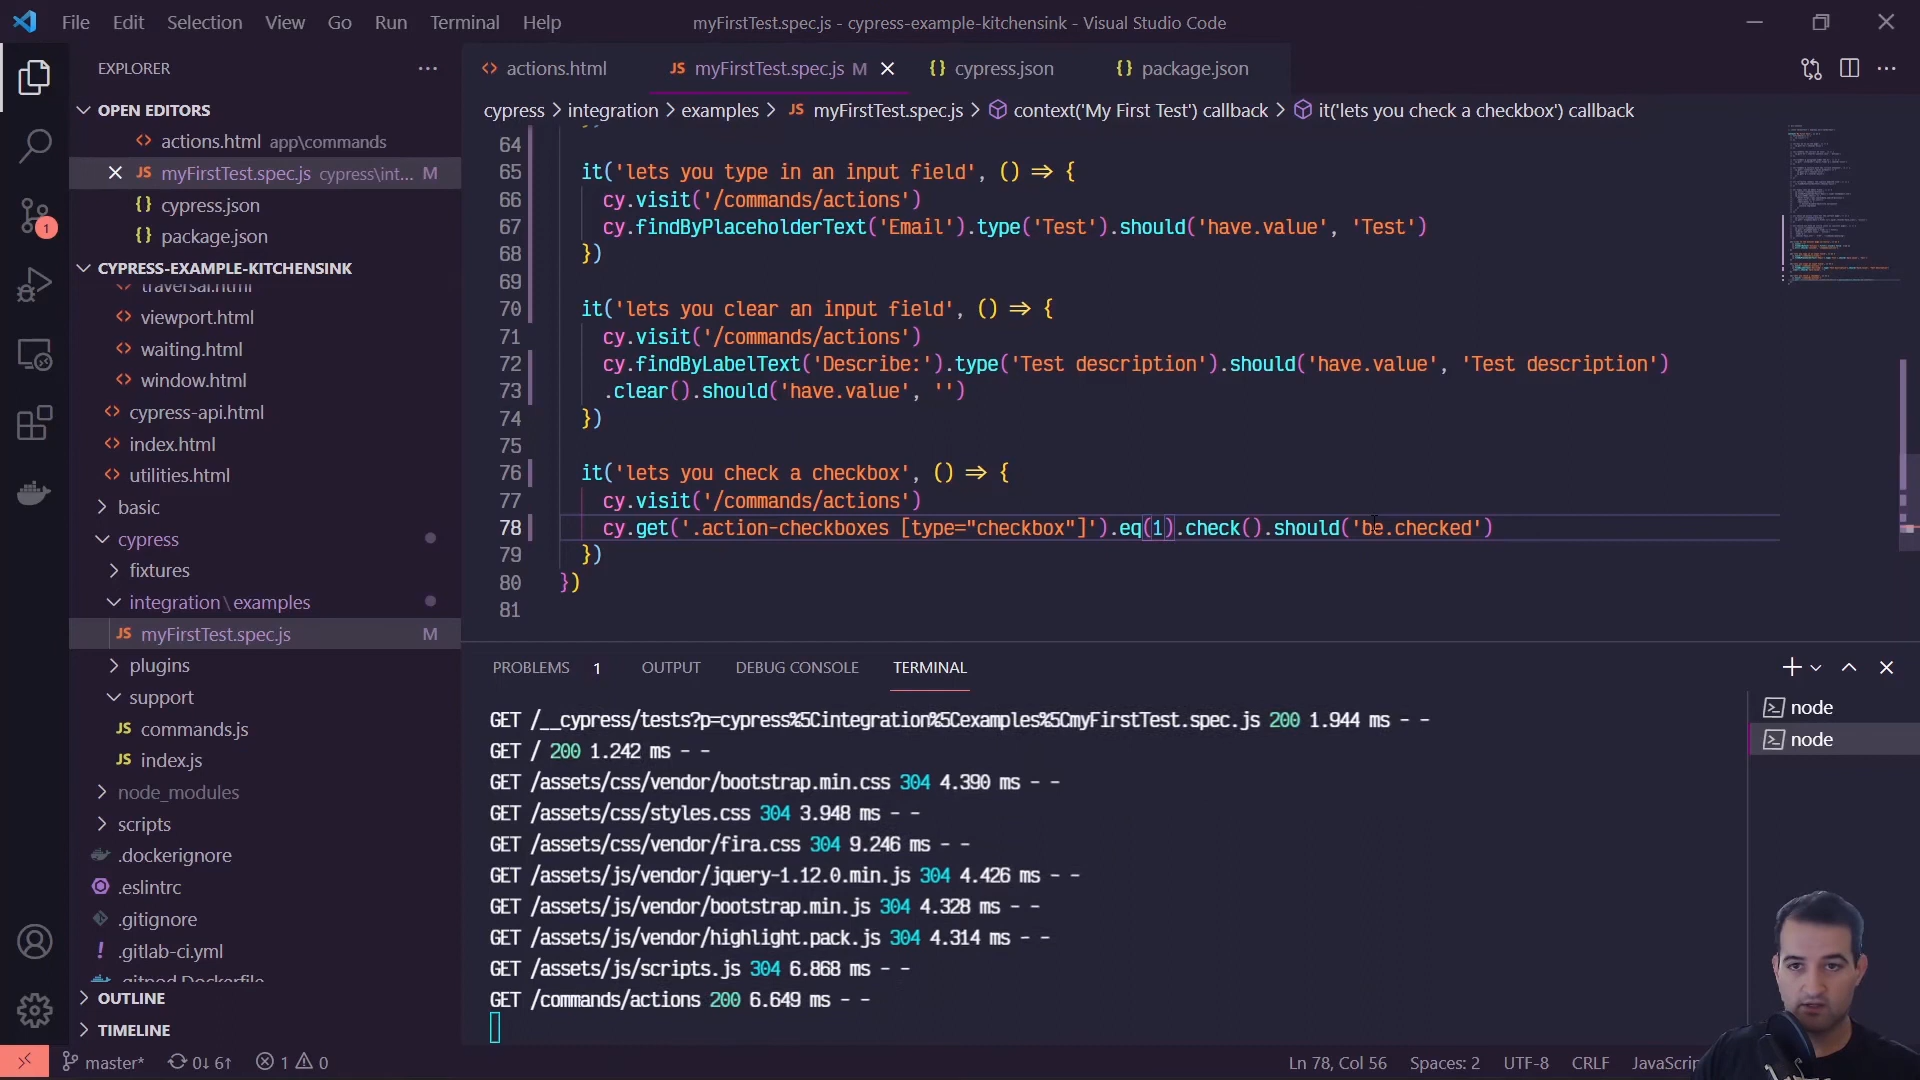 File Edit Selection View Go Run Terminal Help
myFirstTest.spec.js - cypress-example-kitchensink - Visual Studio Code
EXPLORER
OPEN EDITORS
actions.html app\commands
myFirstTest.spec.js cypress\int... M
cypress.json
package.json
CYPRESS-EXAMPLE-KITCHENSINK
traversal.html
viewport.html
waiting.html
window.html
cypress-api.html
index.html
utilities.html
basic
cypress
fixtures
integration\examples
myFirstTest.spec.js M
plugins
support
commands.js
index.js
node_modules
scripts
.dockerignore
.eslintrc
.gitignore
.gitlab-ci.yml
.gitpod.Dockerfile
OUTLINE
TIMELINE
actions.html myFirstTest.spec.js M cypress.json package.json
cypress > integration > examples > JS myFirstTest.spec.js > context('My First Test') callback > it('lets you check a checkbox') callback
64
65 it('lets you type in an input field', () => {
66 cy.visit('/commands/actions')
67 cy.findByPlaceholderText('Email').type('Test').should('have.value', 'Test')
68 })
69
70 it('lets you clear an input field', () => {
71 cy.visit('/commands/actions')
72 cy.findByLabelText('Describe:').type('Test description').should('have.value', 'Test description')
73 .clear().should('have.value', '')
74 })
75
76 it('lets you check a checkbox', () => {
77 cy.visit('/commands/actions')
78 cy.get('.action-checkboxes [type="checkbox"]').eq(1).check().should('be.checked')
79 })
80 })
81
PROBLEMS 1 OUTPUT DEBUG CONSOLE TERMINAL
GET /__cypress/tests?p=cypress%5Cintegration%5Cexamples%5CmyFirstTest.spec.js 200 1.944 ms - -
GET / 200 1.242 ms - -
GET /assets/css/vendor/bootstrap.min.css 304 4.390 ms - -
GET /assets/css/styles.css 304 3.948 ms - -
GET /assets/css/vendor/fira.css 304 9.246 ms - -
GET /assets/js/vendor/jquery-1.12.0.min.js 304 4.426 ms - -
GET /assets/js/vendor/bootstrap.min.js 304 4.328 ms - -
GET /assets/js/vendor/highlight.pack.js 304 4.314 ms - -
GET /assets/js/scripts.js 304 6.868 ms - -
GET /commands/actions 200 6.649 ms - -
node
node
1
master* 0↓ 6↑ 1 0
Ln 78, Col 56 Spaces: 2 UTF-8 CRLF JavaScrip